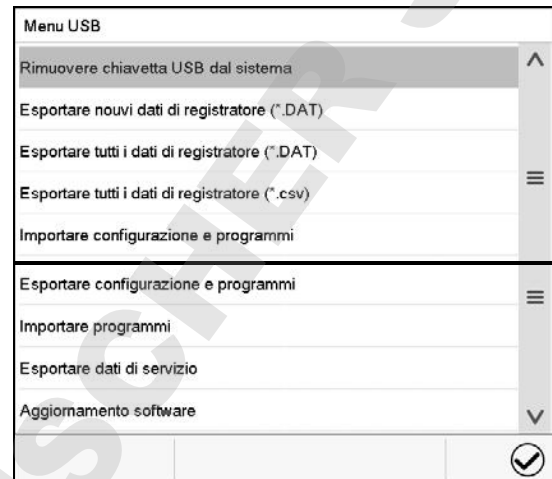 Menu USB
Rimuovere chiavetta USB dal sistema
Esportare nouvi dati di registratore (*.DAT)
Esportare tutti i dati di registratore (*.DAT)
Esportare tutti i dati di registratore (*.csv)
Importare configurazione e programmi
Esportare configurazione e programmi
Importare programmi
Esportare dati di servizio
Aggiornamento software